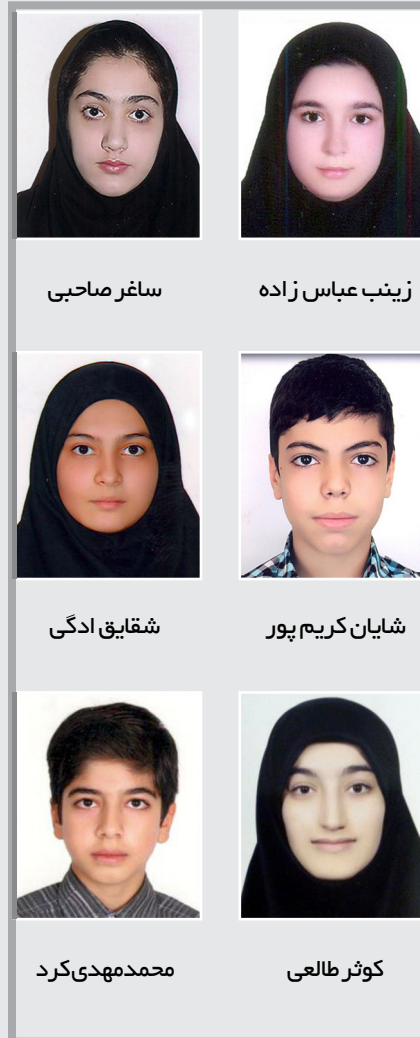 زینب عباس زاده
ساغر صاحبی
شایان کریم پور
شقایق ادگی
کوثر طالعی
محمدمهدی کرد